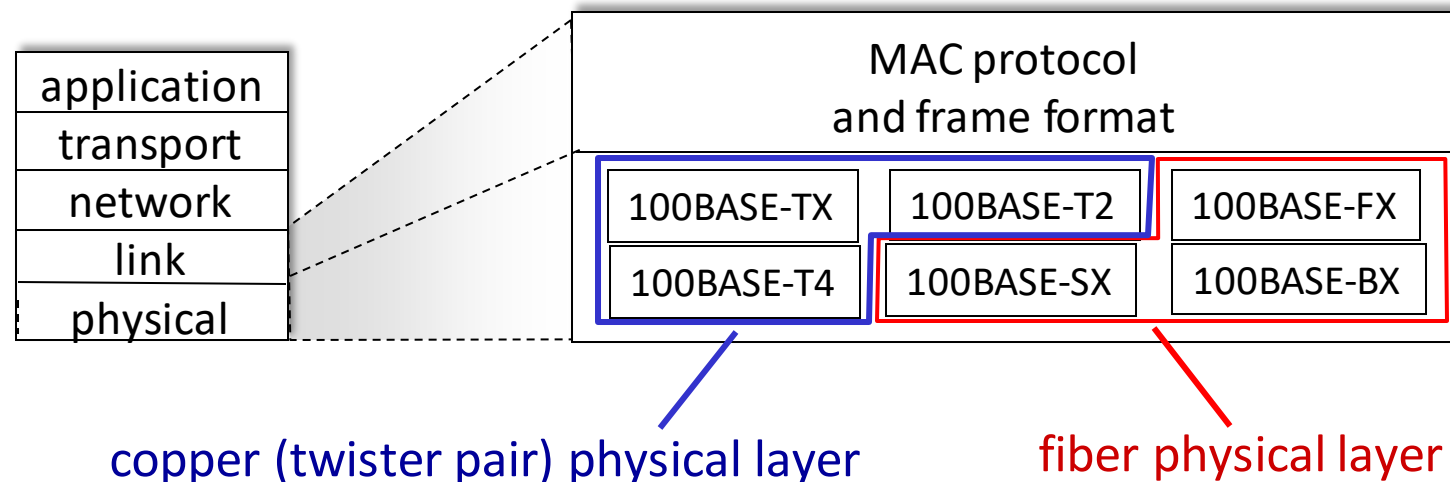 application
transport
network
link
physical
MAC protocol
and frame format
100BASE-TX
100BASE-T2
100BASE-FX
100BASE-T4
100BASE-SX
100BASE-BX
copper (twister pair) physical layer
fiber physical layer